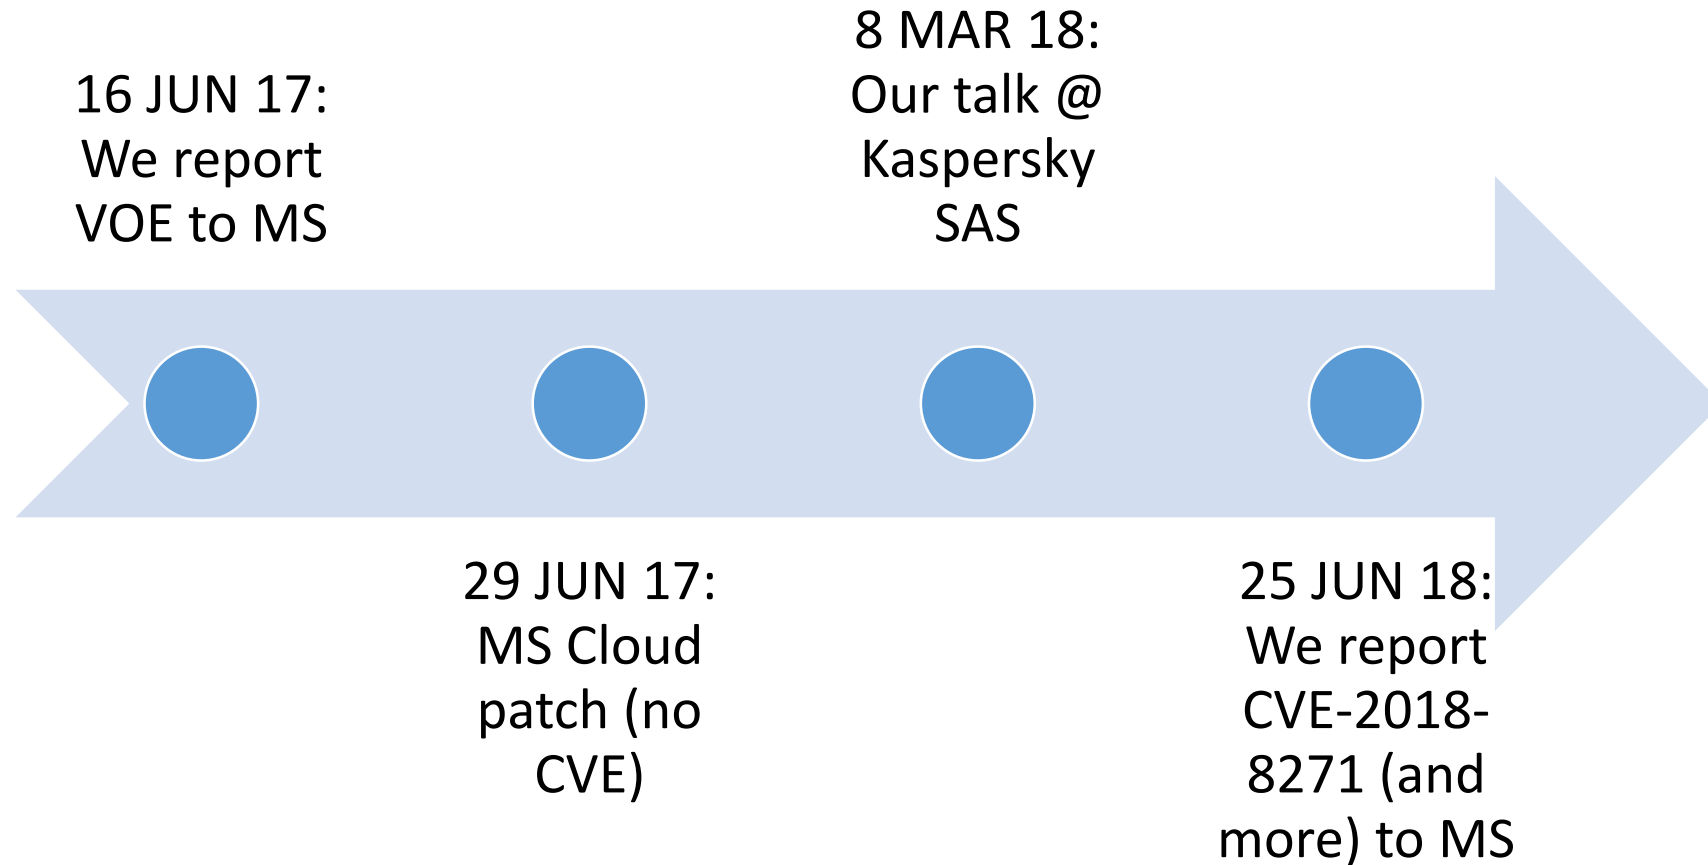 16 JUN 17:
We report
VOE to MS
29 JUN 17:
MS Cloud
patch (no
CVE)
8 MAR 18:
Our talk @
Kaspersky
SAS
25 JUN 18:
We report
CVE-2018-
8271 (and
more) to MS